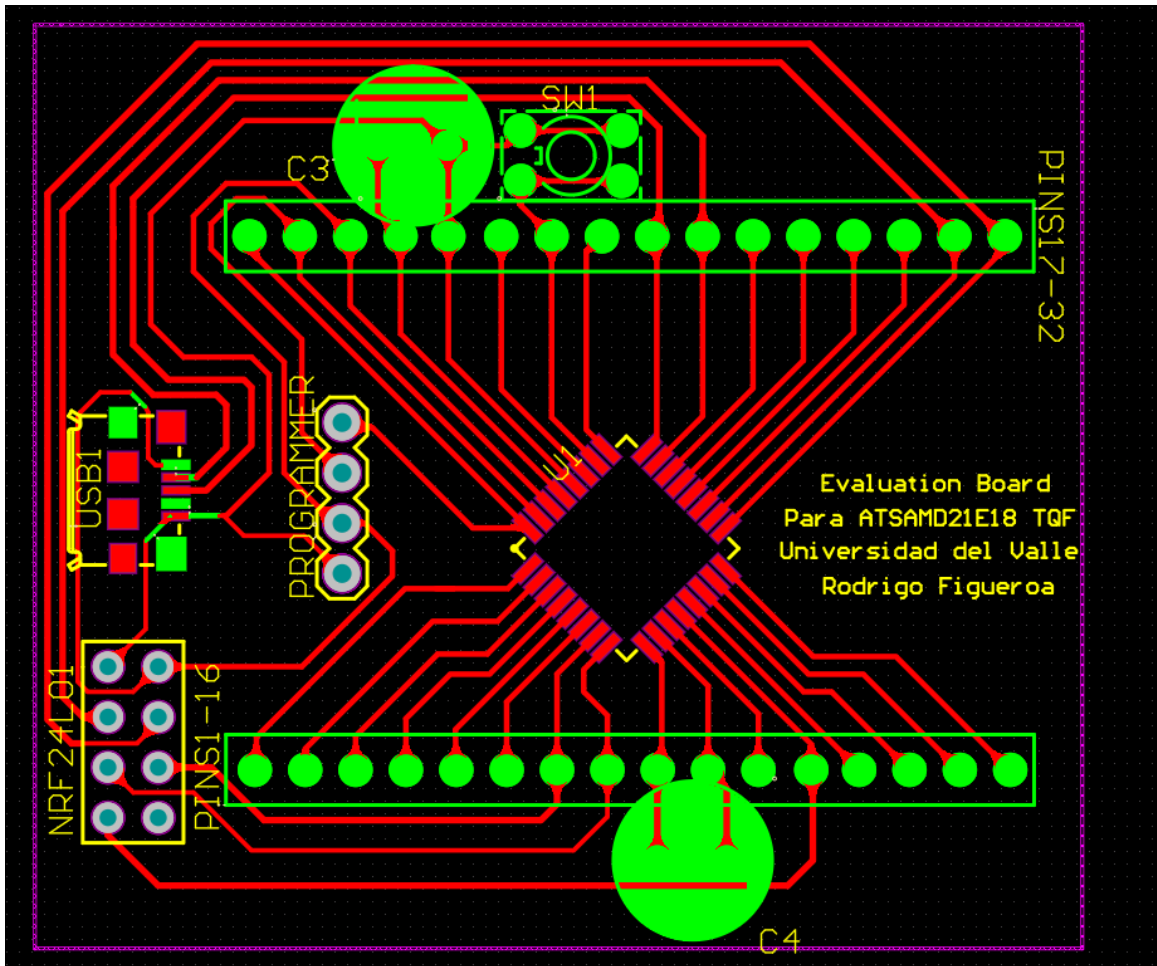 SW1
C3
PINS17-32
PROGRAMMER
U1
USB1
Evaluation Board
Para ATSAMD21E18 TQF
Universidad del Valle
Rodrigo Figueroa
NRF24L01
PINS1-16
C4